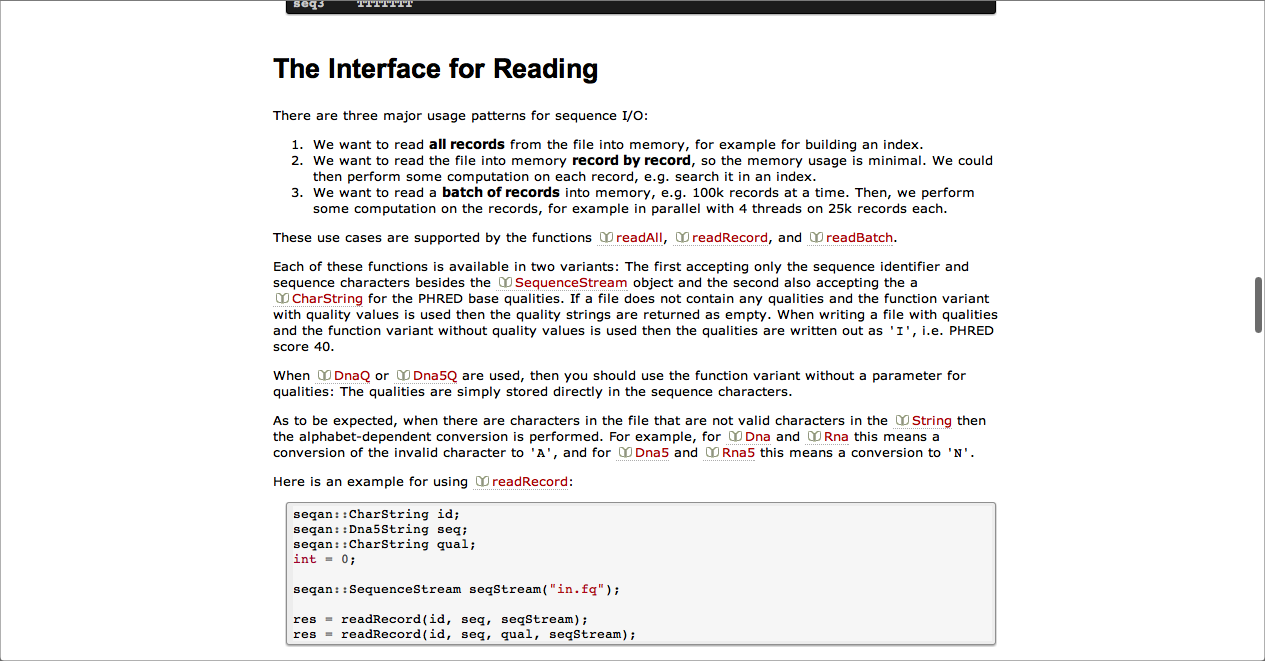 seq3    TTTTTTT
The Interface for Reading
There are three major usage patterns for sequence I/O:
1. We want to read all records from the file into memory, for example for building an index.
2. We want to read the file into memory record by record, so the memory usage is minimal. We could
then perform some computation on each record, e.g. search it in an index.
3. We want to read a batch of records into memory, e.g. 100k records at a time. Then, we perform
some computation on the records, for example in parallel with 4 threads on 25k records each.
These use cases are supported by the functions readAll, readRecord, and readBatch.
Each of these functions is available in two variants: The first accepting only the sequence identifier and
sequence characters besides the SequenceStream object and the second also accepting the a
CharString for the PHRED base qualities. If a file does not contain any qualities and the function variant
with quality values is used then the quality strings are returned as empty. When writing a file with qualities
and the function variant without quality values is used then the qualities are written out as 'I', i.e. PHRED
score 40.
When DnaQ or Dna5Q are used, then you should use the function variant without a parameter for
qualities: The qualities are simply stored directly in the sequence characters.
As to be expected, when there are characters in the file that are not valid characters in the String then
the alphabet-dependent conversion is performed. For example, for Dna and Rna this means a
conversion of the invalid character to 'A', and for Dna5 and Rna5 this means a conversion to 'N'.
Here is an example for using readRecord:
seqan::CharString id;
seqan::Dna5String seq;
seqan::CharString qual;
int = 0;
seqan::SequenceStream seqStream("in.fq");
res = readRecord(id, seq, seqStream);
res = readRecord(id, seq, qual, seqStream);